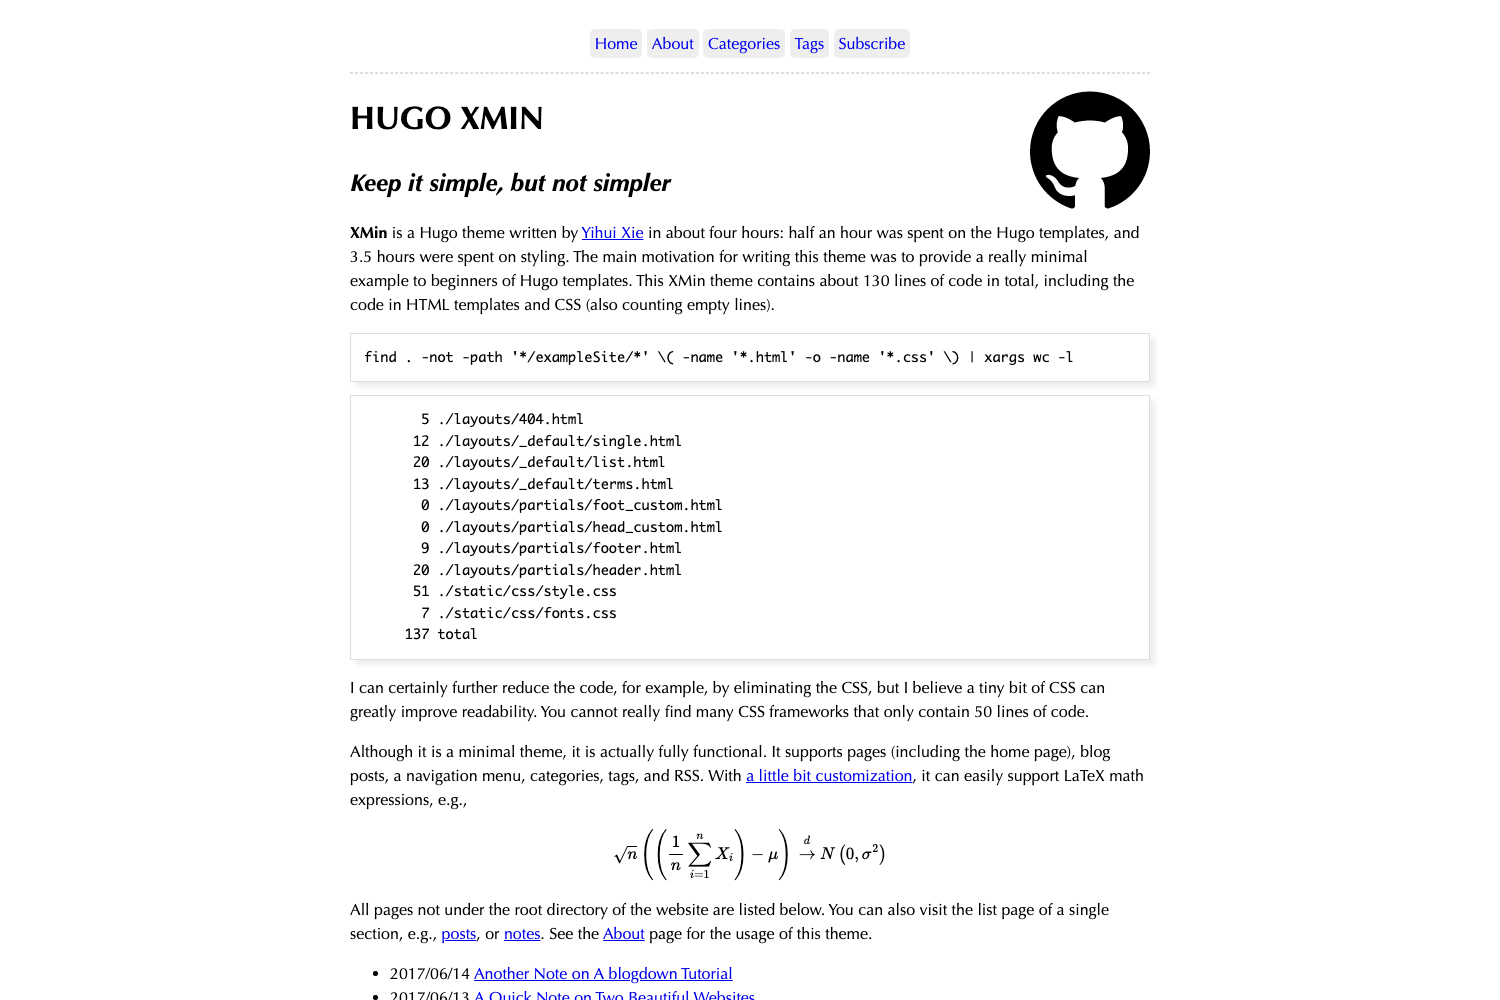 Home About Categories Tags Subscribe
HUGO XMIN
Keep it simple, but not simpler
XMin is a Hugo theme written by Yihui Xie in about four hours: half an hour was spent on the Hugo templates, and
3.5 hours were spent on styling. The main motivation for writing this theme was to provide a really minimal
example to beginners of Hugo templates. This XMin theme contains about 130 lines of code in total, including the
code in HTML templates and CSS (also counting empty lines).
find . -not -path '*/exampleSite/*' \( -name '*.html' -o -name '*.css' \) | xargs wc -l
5 ./layouts/404.html
12 ./layouts/_default/single.html
20 ./layouts/_default/list.html
13 ./layouts/_default/terms.html
0 ./layouts/partials/foot_custom.html
0 ./layouts/partials/head_custom.html
9 ./layouts/partials/footer.html
20 ./layouts/partials/header.html
51 ./static/css/style.css
7 ./static/css/fonts.css
137 total
I can certainly further reduce the code, for example, by eliminating the CSS, but I believe a tiny bit of CSS can
greatly improve readability. You cannot really find many CSS frameworks that only contain 50 lines of code.
Although it is a minimal theme, it is actually fully functional. It supports pages (including the home page), blog
posts, a navigation menu, categories, tags, and RSS. With a little bit customization, it can easily support LaTeX math
expressions, e.g.,
√n ( ( 1/n ∑_{i=1}^{n} X_i ) − μ ) →^d N (0, σ²)
All pages not under the root directory of the website are listed below. You can also visit the list page of a single
section, e.g., posts, or notes. See the About page for the usage of this theme.
• 2017/06/14 Another Note on A blogdown Tutorial
• 2017/06/13 A Quick Note on Two Beautiful Websites